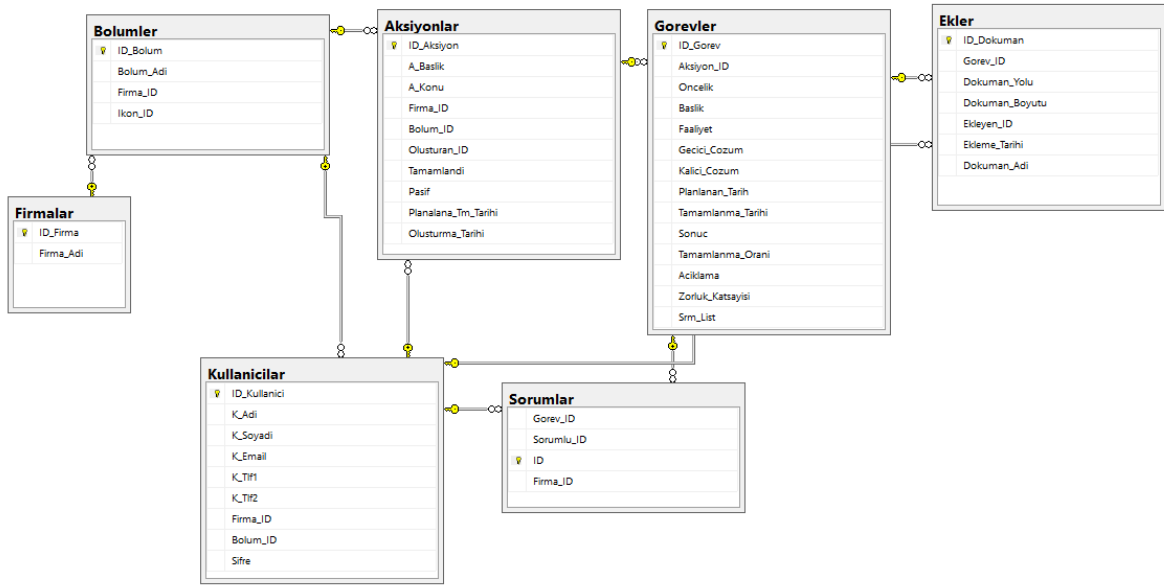 Bolumler
ID_Bolum
Bolum_Adi
Firma_ID
Ikon_ID
Firmalar
ID_Firma
Firma_Adi
Aksiyonlar
ID_Aksiyon
A_Baslik
A_Konu
Firma_ID
Bolum_ID
Olusturan_ID
Tamamlandi
Pasif
Planalana_Tm_Tarihi
Olusturma_Tarihi
Gorevler
ID_Gorev
Aksiyon_ID
Oncelik
Baslik
Faaliyet
Gecici_Cozum
Kalici_Cozum
Planlanan_Tarih
Tamamlanma_Tarihi
Sonuc
Tamamlanma_Orani
Aciklama
Zorluk_Katsayisi
Srm_List
Ekler
ID_Dokuman
Gorev_ID
Dokuman_Yolu
Dokuman_Boyutu
Ekleyen_ID
Ekleme_Tarihi
Dokuman_Adi
Kullanicilar
ID_Kullanici
K_Adi
K_Soyadi
K_Email
K_Tlf1
K_Tlf2
Firma_ID
Bolum_ID
Sifre
Sorumlar
Gorev_ID
Sorumlu_ID
ID
Firma_ID